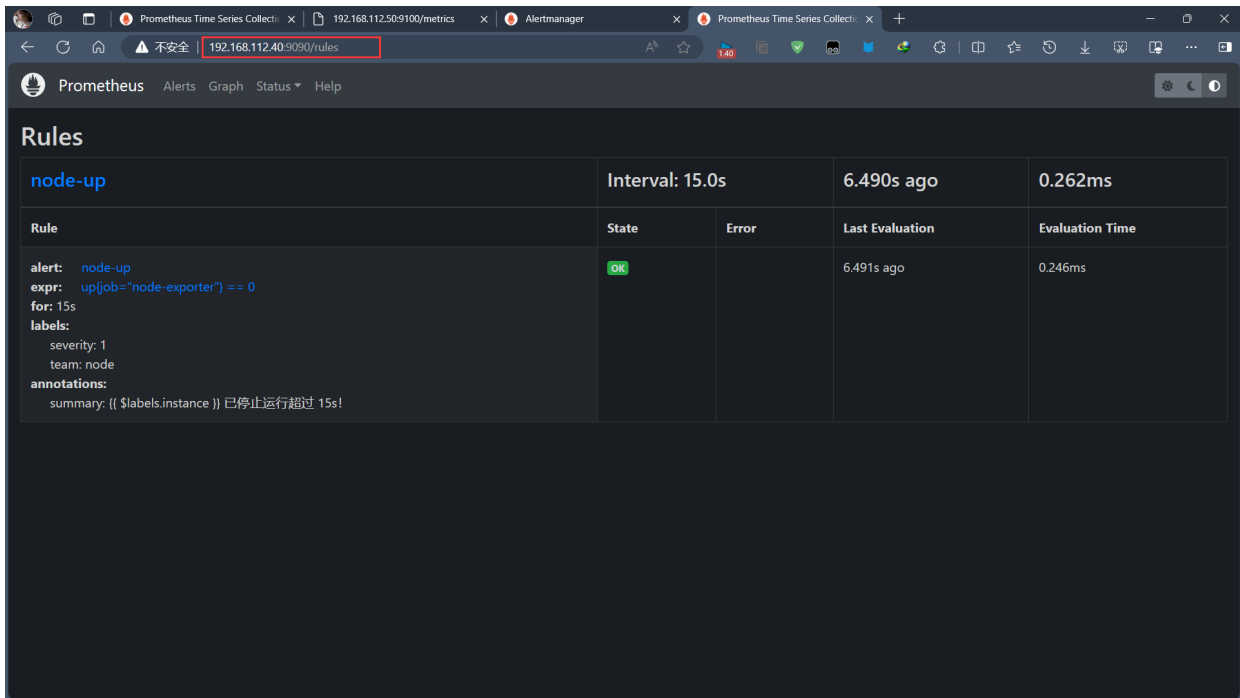 Prometheus Time Series Collectic
192.168.112.50:9100/metrics
Alertmanager
Prometheus Time Series Collectic
不安全
192.168.112.40:9090/rules
1.40
Prometheus Alerts Graph Status Help
Rules
node-up Interval: 15.0s 6.490s ago 0.262ms
Rule State Error Last Evaluation Evaluation Time
alert: node-up OK 6.491s ago 0.246ms
expr: up{job="node-exporter"} == 0
for: 15s
labels:
severity: 1
team: node
annotations:
summary: {{ $labels.instance }} 已停止运行超过 15s!